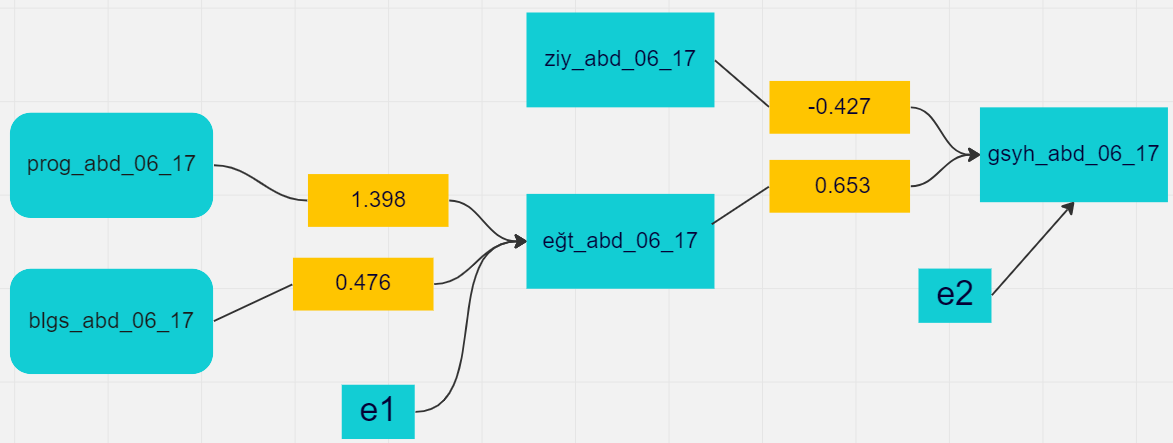 ziy_abd_06_17
-0.427
prog_abd_06_17
gsyh_abd_06_17
1.398
0.653
eğt_abd_06_17
0.476
blgs_abd_06_17
e2
e1